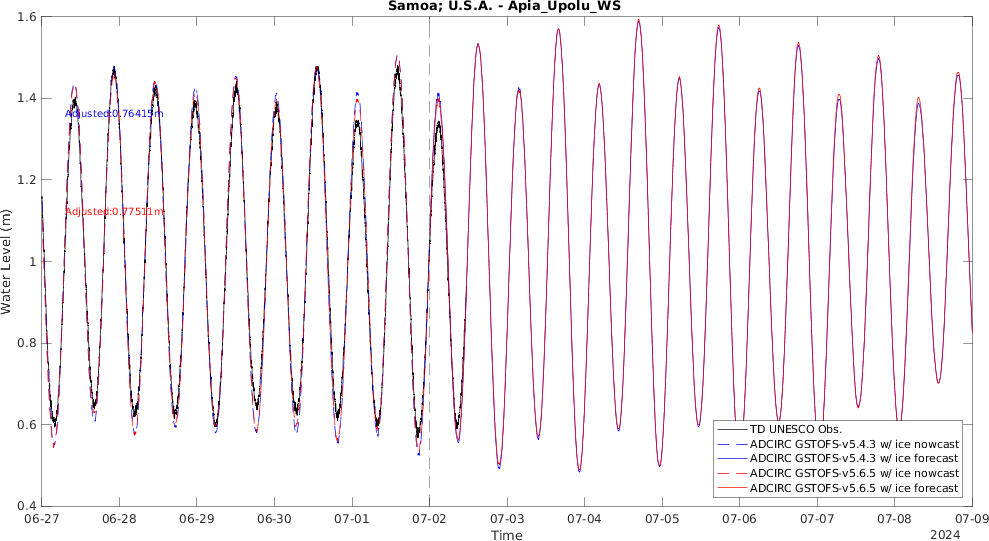 Samoa; U.S.A. - Apia_Upolu_WS
Water Level (m)
1.6
1.4
1.2
1
0.8
0.6
0.4
Adjusted:0.76415m
Adjusted:0.77511m
TD UNESCO Obs.
ADCIRC GSTOFS-v5.4.3 w/ ice nowcast
ADCIRC GSTOFS-v5.4.3 w/ ice forecast
ADCIRC GSTOFS-v5.6.5 w/ ice nowcast
ADCIRC GSTOFS-v5.6.5 w/ ice forecast
06-27 06-28 06-29 06-30 07-01 07-02 07-03 07-04 07-05 07-06 07-07 07-08 07-09
Time
2024